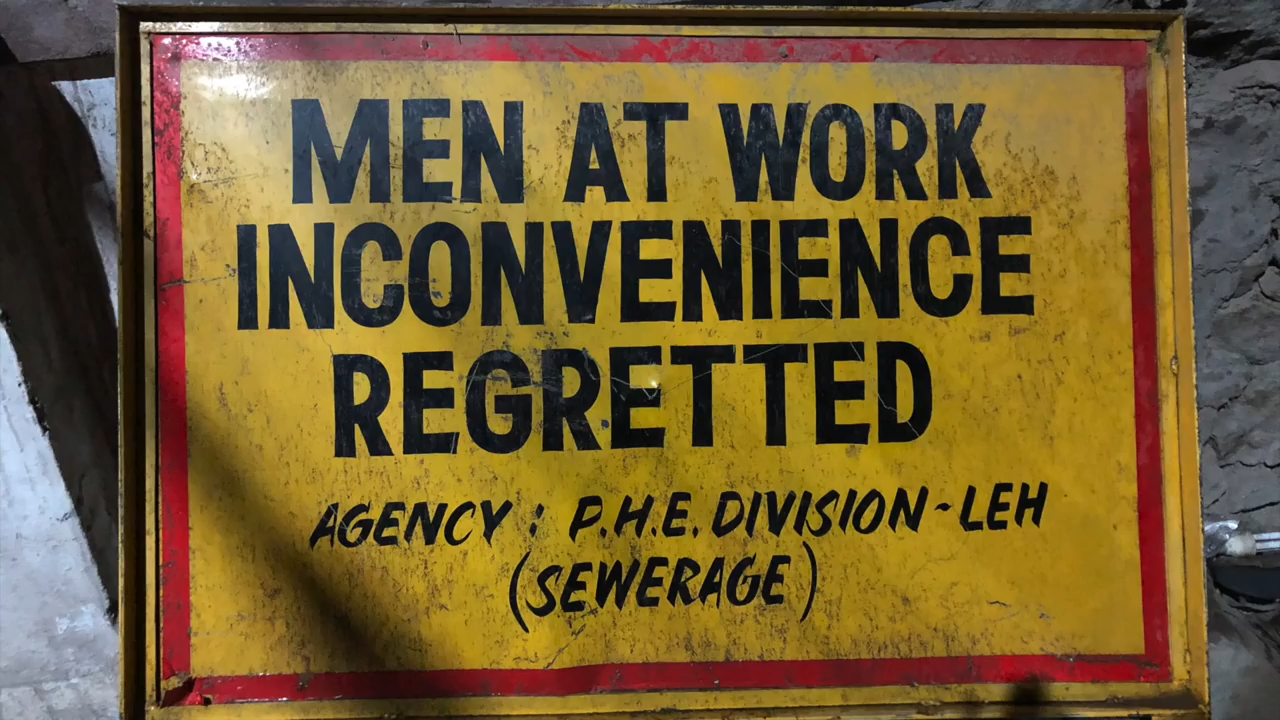 MEN AT WORK
INCONVENIENCE
REGRETTED
AGENCY : P.H.E. DIVISION-LEH
(SEWERAGE)